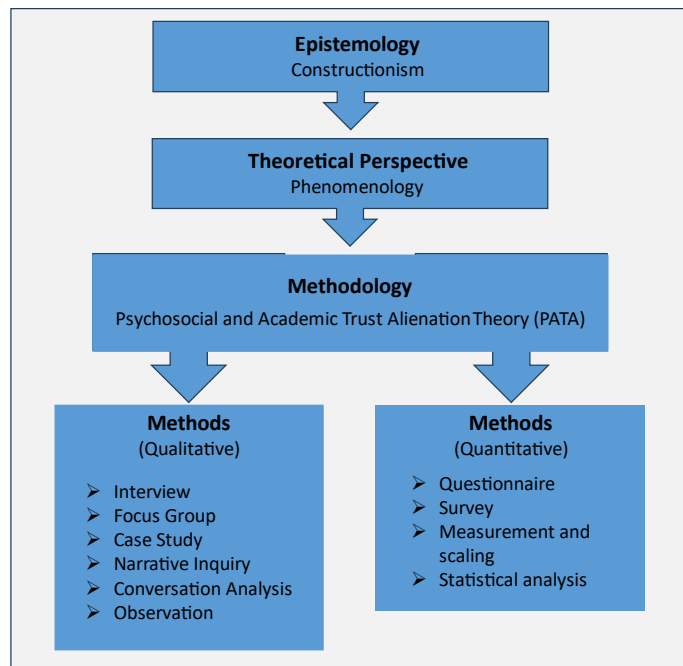 Epistemology
Constructionism
Theoretical Perspective
Phenomenology
Methodology
Psychosocial and Academic Trust Alienation Theory (PATA)
Methods
(Qualitative)
➢ Interview
➢ Focus Group
➢ Case Study
➢ Narrative Inquiry
➢ Conversation Analysis
➢ Observation
Methods
(Quantitative)
➢ Questionnaire
➢ Survey
➢ Measurement and
scaling
➢ Statistical analysis